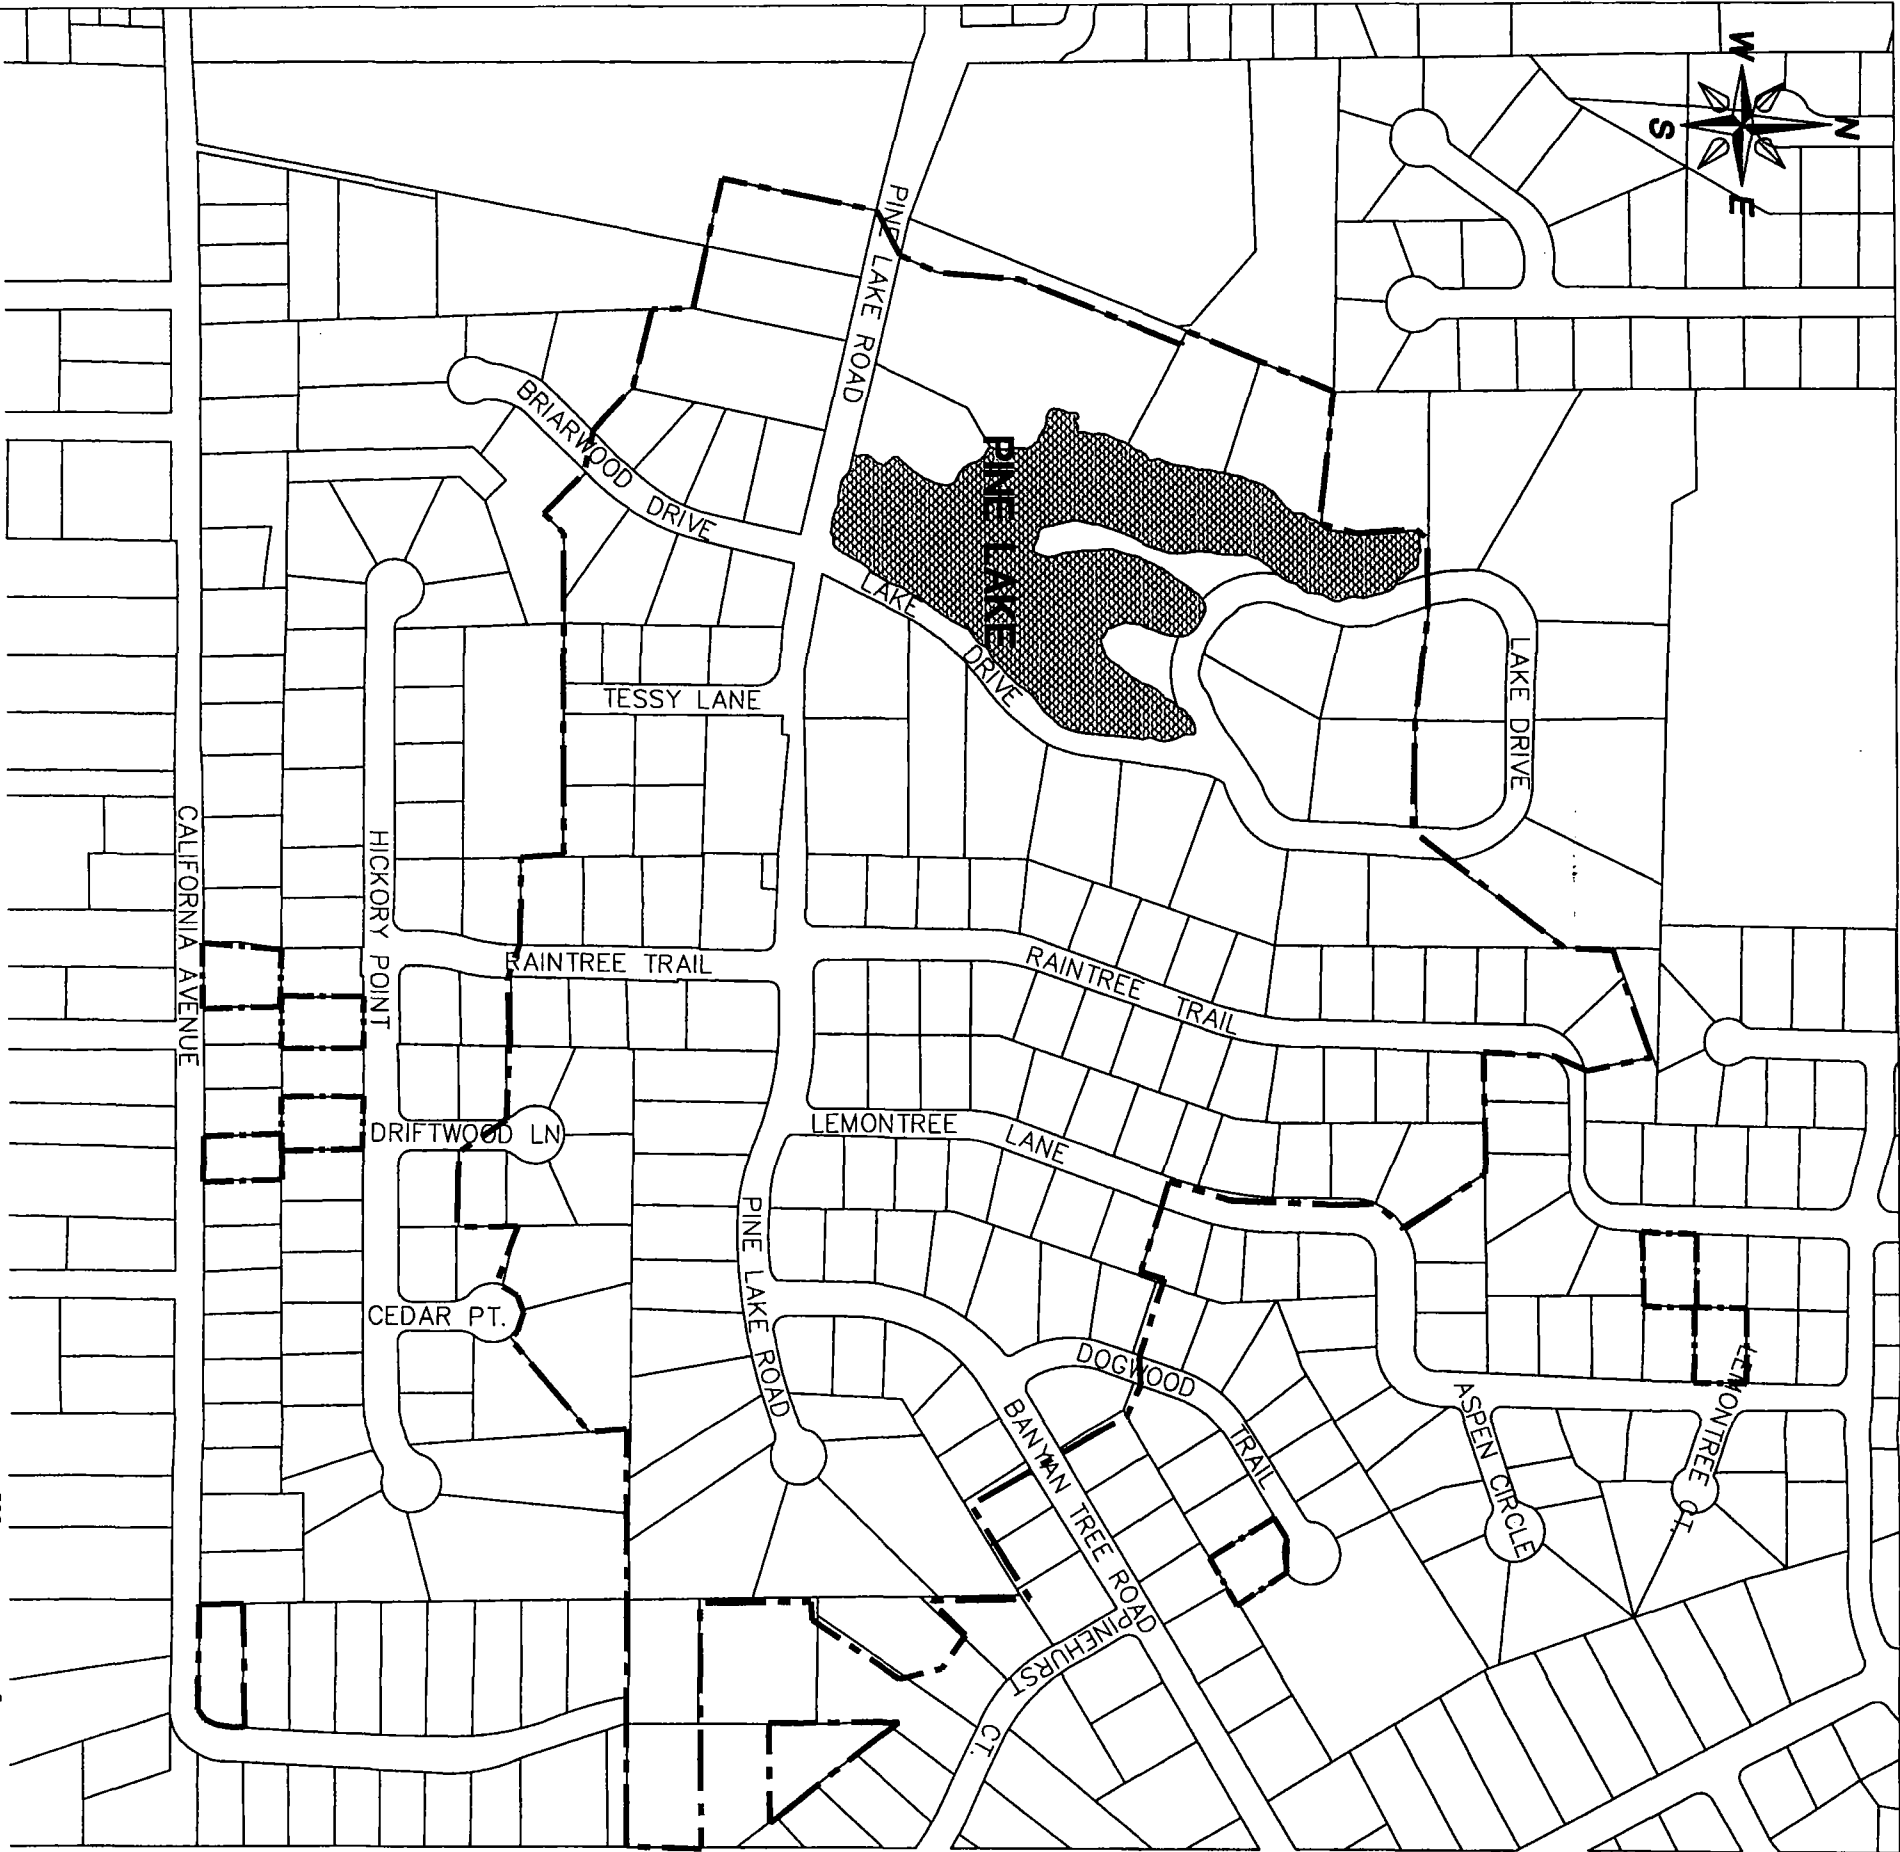 W
N
S
E
PINE LAKE ROAD
BRIARWOOD DRIVE
PINE LAKE
LAKE DRIVE
LAKE DRIVE
TESSY LANE
CALIFORNIA AVENUE
HICKORY POINT
RAINTREE TRAIL
RAINTREE TRAIL
DRIFTWOOD LN
LEMONTREE LANE
PINE LAKE ROAD
CEDAR PT.
DOGWOOD TRAIL
BANYAN TREE ROAD
ASPEN CIRCLE
LEMONTREE CT.
PINEHURST CT.